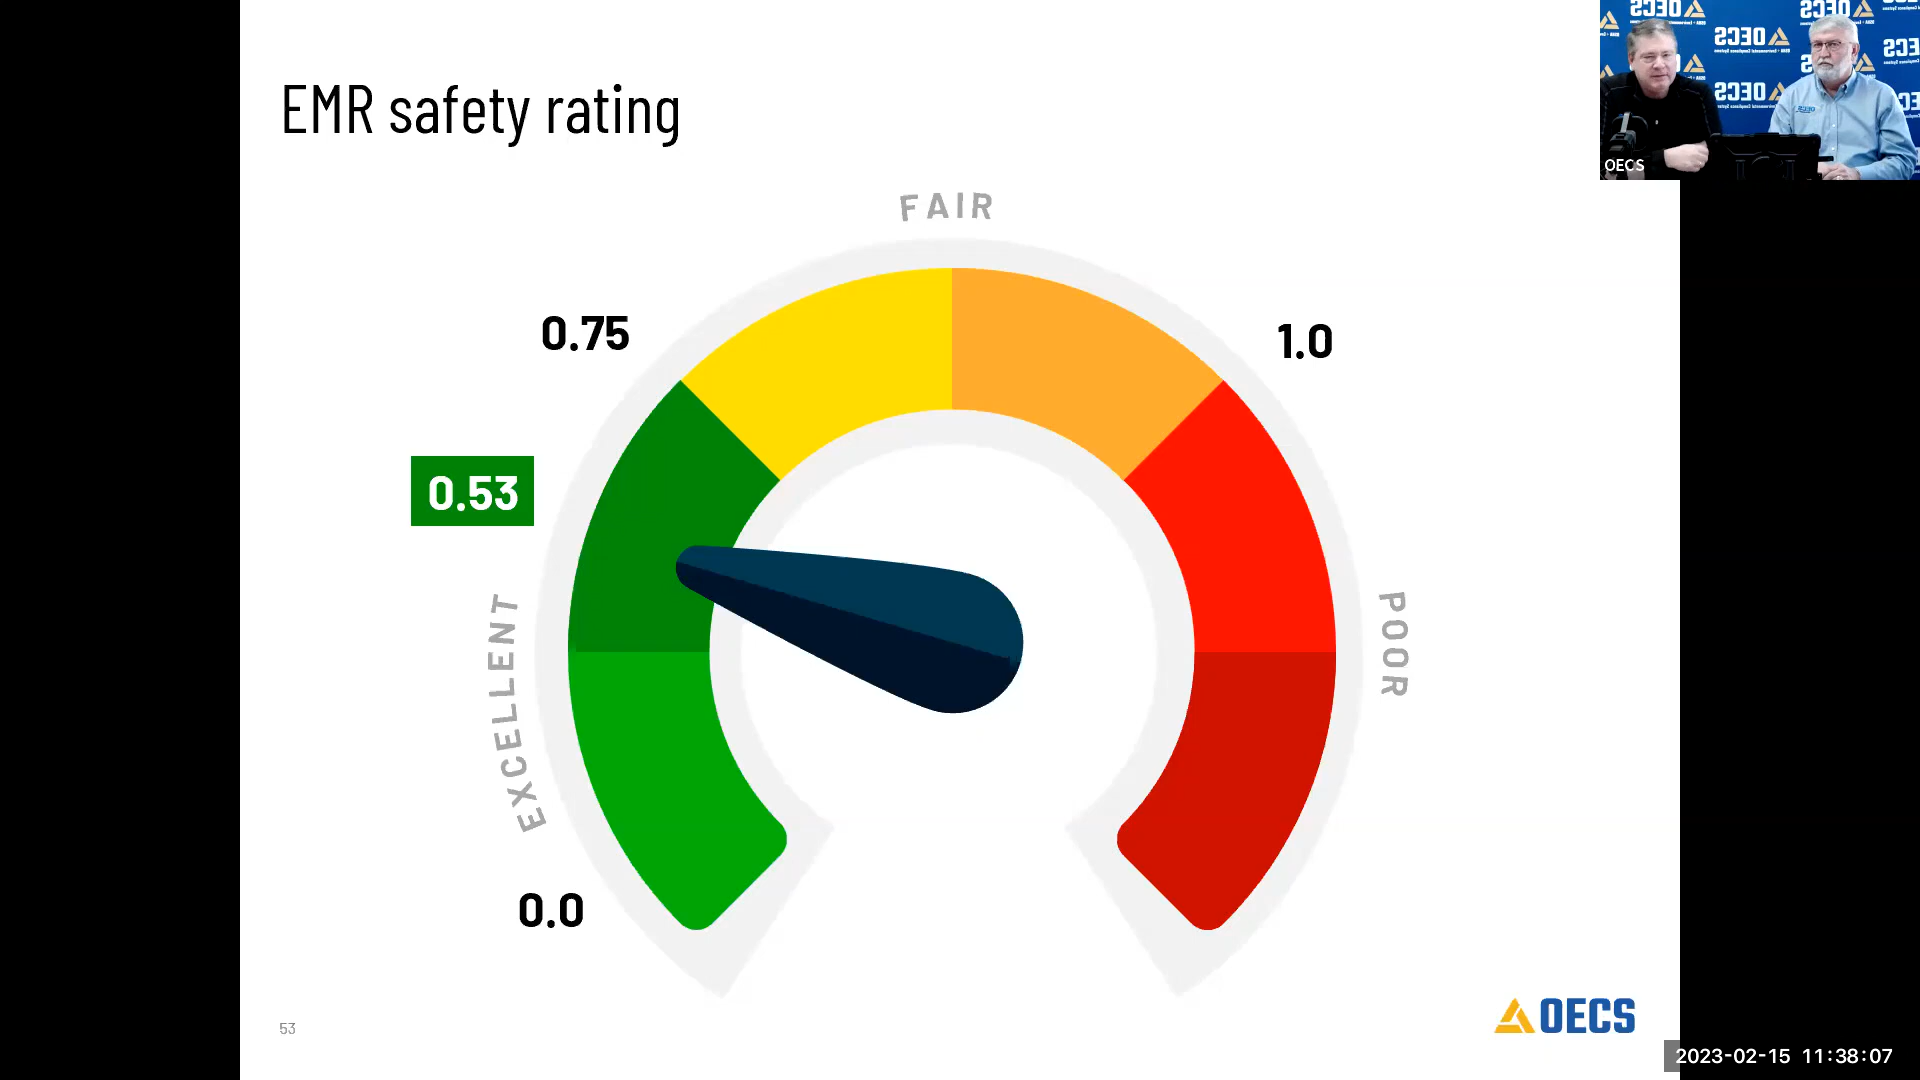 EMR safety rating
FAIR
0.75
1.0
0.53
EXCELLENT
POOR
0.0
53
OECS
OECS
2023-02-15 11:38:07